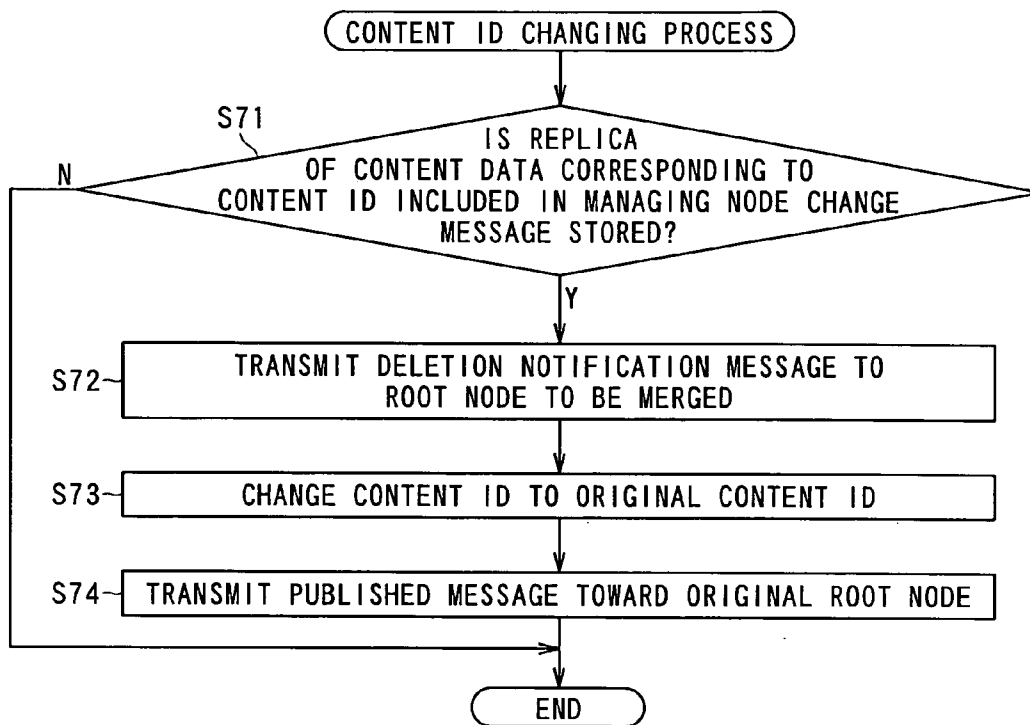 CONTENT ID CHANGING PROCESS
S71
IS REPLICA
OF CONTENT DATA CORRESPONDING TO
CONTENT ID INCLUDED IN MANAGING NODE CHANGE
MESSAGE STORED?
N
Y
S72
TRANSMIT DELETION NOTIFICATION MESSAGE TO
ROOT NODE TO BE MERGED
S73
CHANGE CONTENT ID TO ORIGINAL CONTENT ID
S74
TRANSMIT PUBLISHED MESSAGE TOWARD ORIGINAL ROOT NODE
END